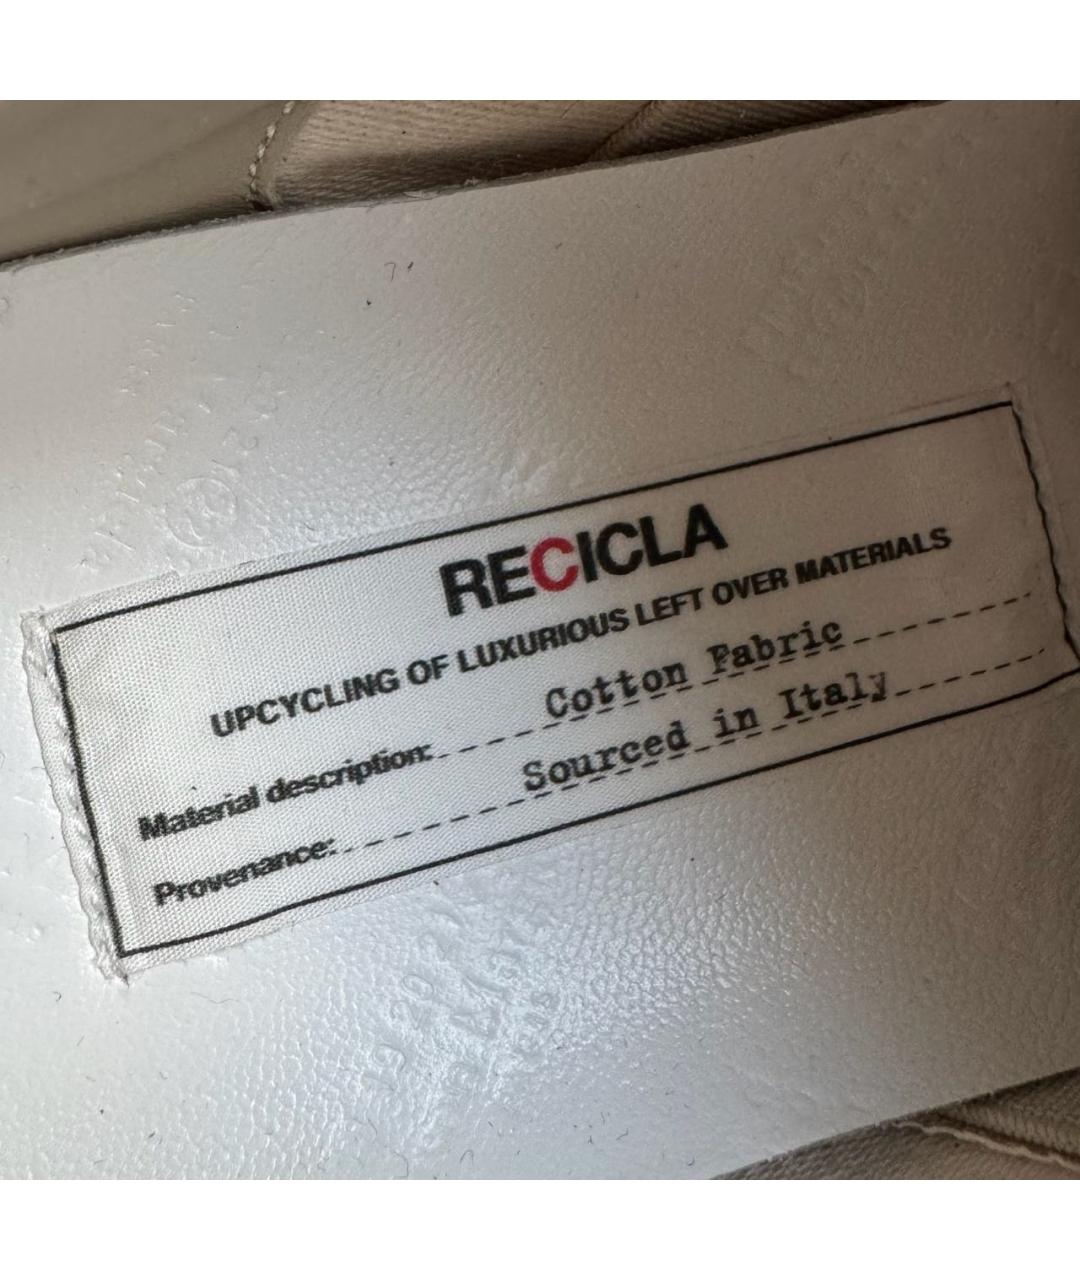 RECICLA
UPCYCLING OF LUXURIOUS LEFT OVER MATERIALS
Material description: Cotton Fabric
Provenance: Sourced in Italy